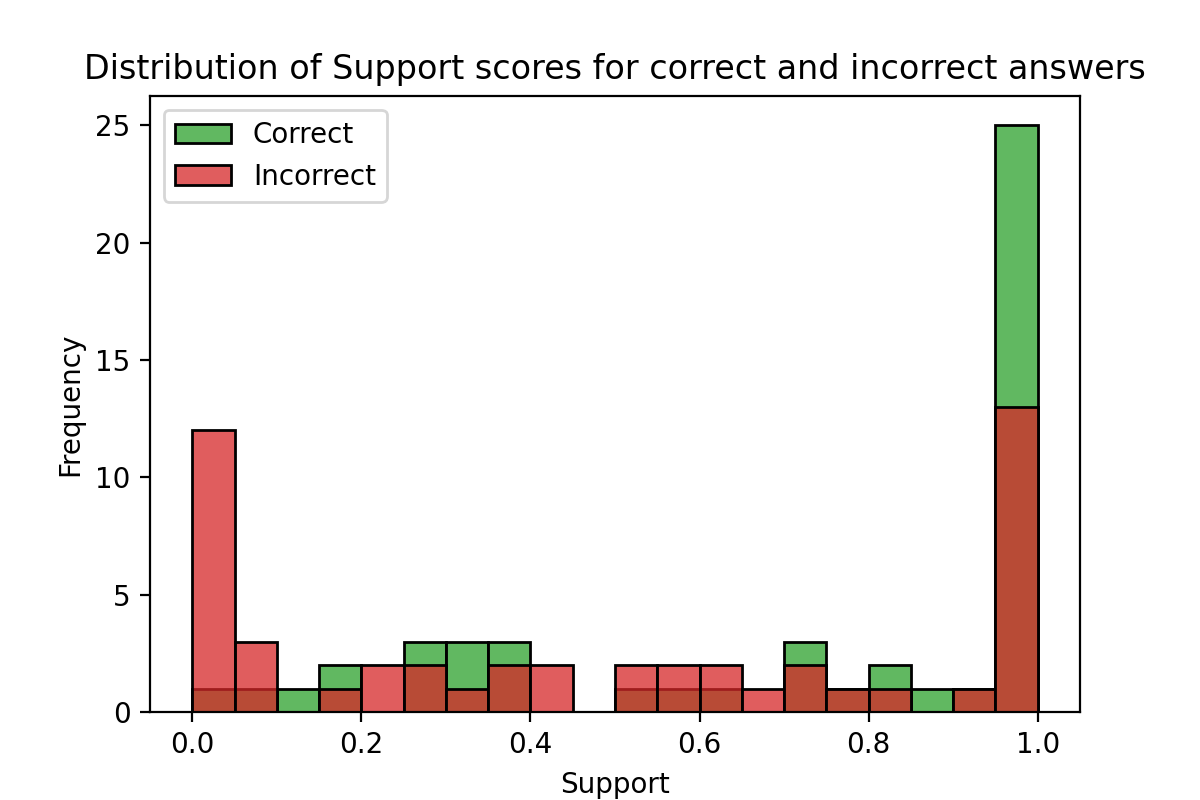 Distribution of Support scores for correct and incorrect answers
Correct
Incorrect
Frequency
25
20
15
10
5
0
0.0 0.2 0.4 0.6 0.8 1.0
Support